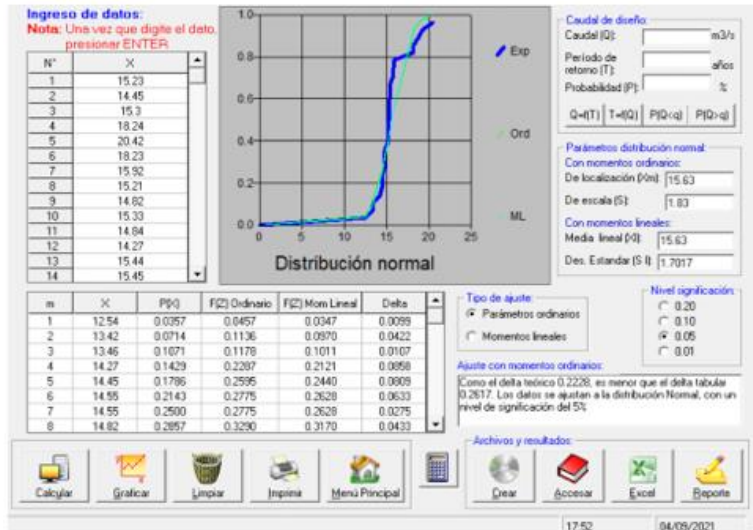 Ingreso de datos:
Nota: Una vez que digite el dato,
presionar ENTER
N° X
1 15.23
2 14.45
3 15.3
4 18.24
5 20.42
6 18.23
7 15.92
8 15.21
9 14.82
10 15.33
11 14.84
12 14.27
13 15.44
14 15.45
1.0
0.8
0.6
0.4
0.2
0.0
0 5 10 15 20 25
Distribución normal
Exp
Ord
ML
Caudal de diseño:
Caudal (Q): m3/s
Período de
retorno (T): años
Probabilidad (P): %
Q=f(T) T=f(Q) P(Q<q) P(Q>q)
Parámetros distribución normal:
Con momentos ordinarios:
De localización (Xm): 15.63
De escala (S): 1.83
Con momentos lineales:
Media lineal (Xl): 15.63
Des. Estandar (S l): 1.7017
m X P(X) F(Z) Ordinario F(Z) Mom Lineal Delta
1 12.54 0.0357 0.0457 0.0347 0.0099
2 13.42 0.0714 0.1136 0.0970 0.0422
3 13.46 0.1071 0.1178 0.1011 0.0107
4 14.27 0.1429 0.2287 0.2121 0.0858
5 14.45 0.1786 0.2595 0.2440 0.0809
6 14.55 0.2143 0.2775 0.2628 0.0633
7 14.55 0.2500 0.2775 0.2628 0.0275
8 14.82 0.2857 0.3290 0.3170 0.0433
Tipo de ajuste:
Parámetros ordinarios
Momentos lineales
Nivel significación:
0.20
0.10
0.05
0.01
Ajuste con momentos ordinarios:
Como el delta teórico 0.2228, es menor que el delta tabular
0.2617. Los datos se ajustan a la distribución Normal, con un
nivel de significación del 5%
Archivos y resultados:
Calcular Graficar Limpiar Imprimir Menú Principal Crear Accesar Excel Reporte
17:52 04/09/2021